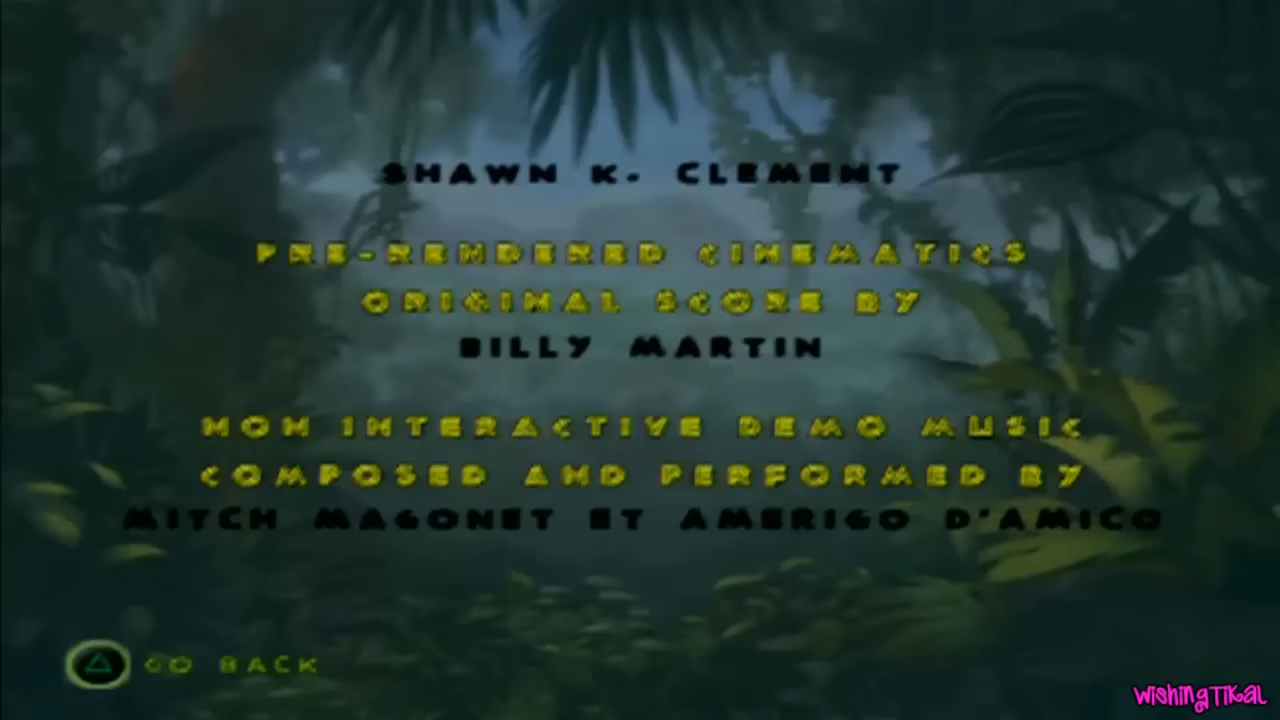 SHAWN K. CLEMENT
PRE-RENDERED CINEMATICS
ORIGINAL SCORE BY
BILLY MARTIN
NON INTERACTIVE DEMO MUSIC
COMPOSED AND PERFORMED BY
MITCH MAGONET ET AMERIGO D'AMICO
GO BACK
WishingTikal